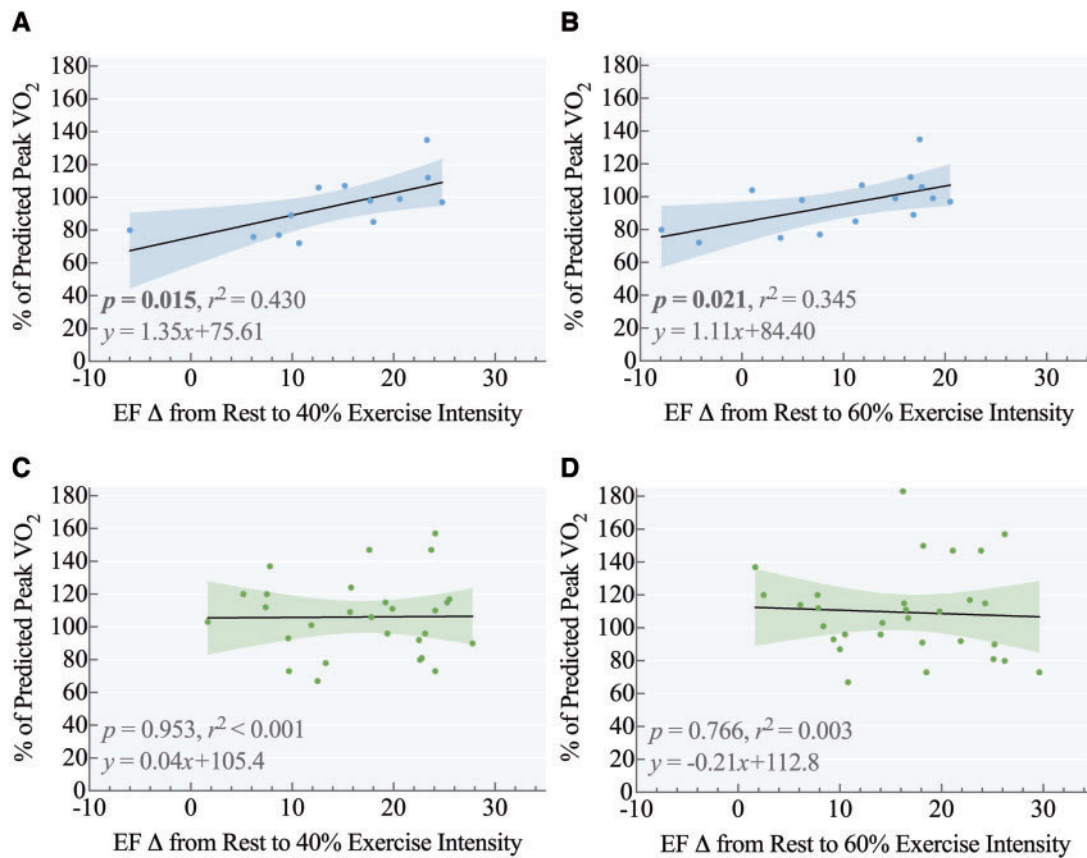 A
% of Predicted Peak VO2
180
160
140
120
100
80
60
40
20
0
p = 0.015, r2 = 0.430
y = 1.35x+75.61
-10 0 10 20 30
EF Δ from Rest to 40% Exercise Intensity
B
% of Predicted Peak VO2
180
160
140
120
100
80
60
40
20
0
p = 0.021, r2 = 0.345
y = 1.11x+84.40
-10 0 10 20 30
EF Δ from Rest to 60% Exercise Intensity
C
% of Predicted Peak VO2
180
160
140
120
100
80
60
40
20
0
p = 0.953, r2 < 0.001
y = 0.04x+105.4
-10 0 10 20 30
EF Δ from Rest to 40% Exercise Intensity
D
% of Predicted Peak VO2
180
160
140
120
100
80
60
40
20
0
p = 0.766, r2 = 0.003
y = -0.21x+112.8
-10 0 10 20 30
EF Δ from Rest to 60% Exercise Intensity